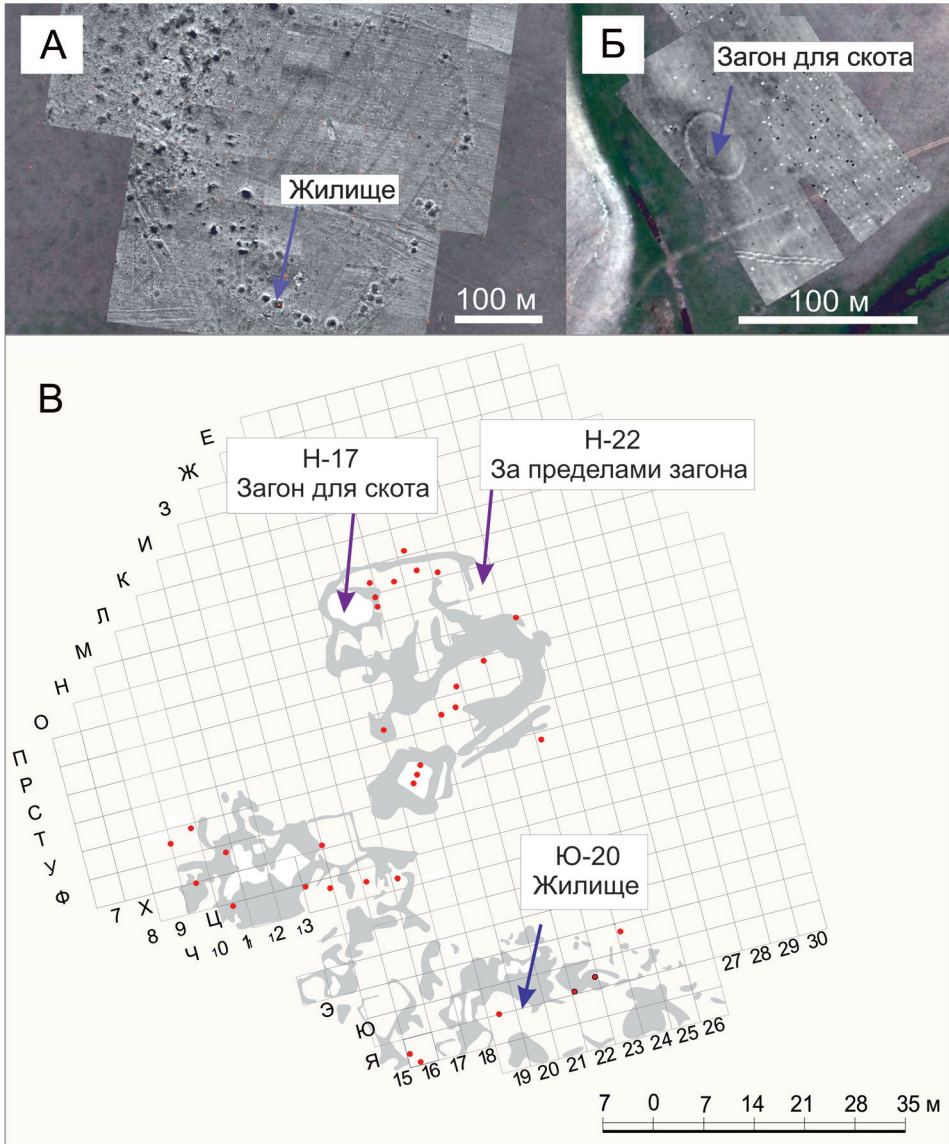 А
Жилище
100 м
Б
Загон для скота
100 м
В
Н-17
Загон для скота
Н-22
За пределами загона
Ю-20
Жилище
Е
Ж
З
И
К
Л
М
Н
О
П
Р
С
Т
У
Ф
Х
Ц
Ч
Э
Ю
Я
7
8
9
10
11
12
13
15
16
17
18
19
20
21
22
23
24
25
26
27
28
29
30
7 0 7 14 21 28 35 м